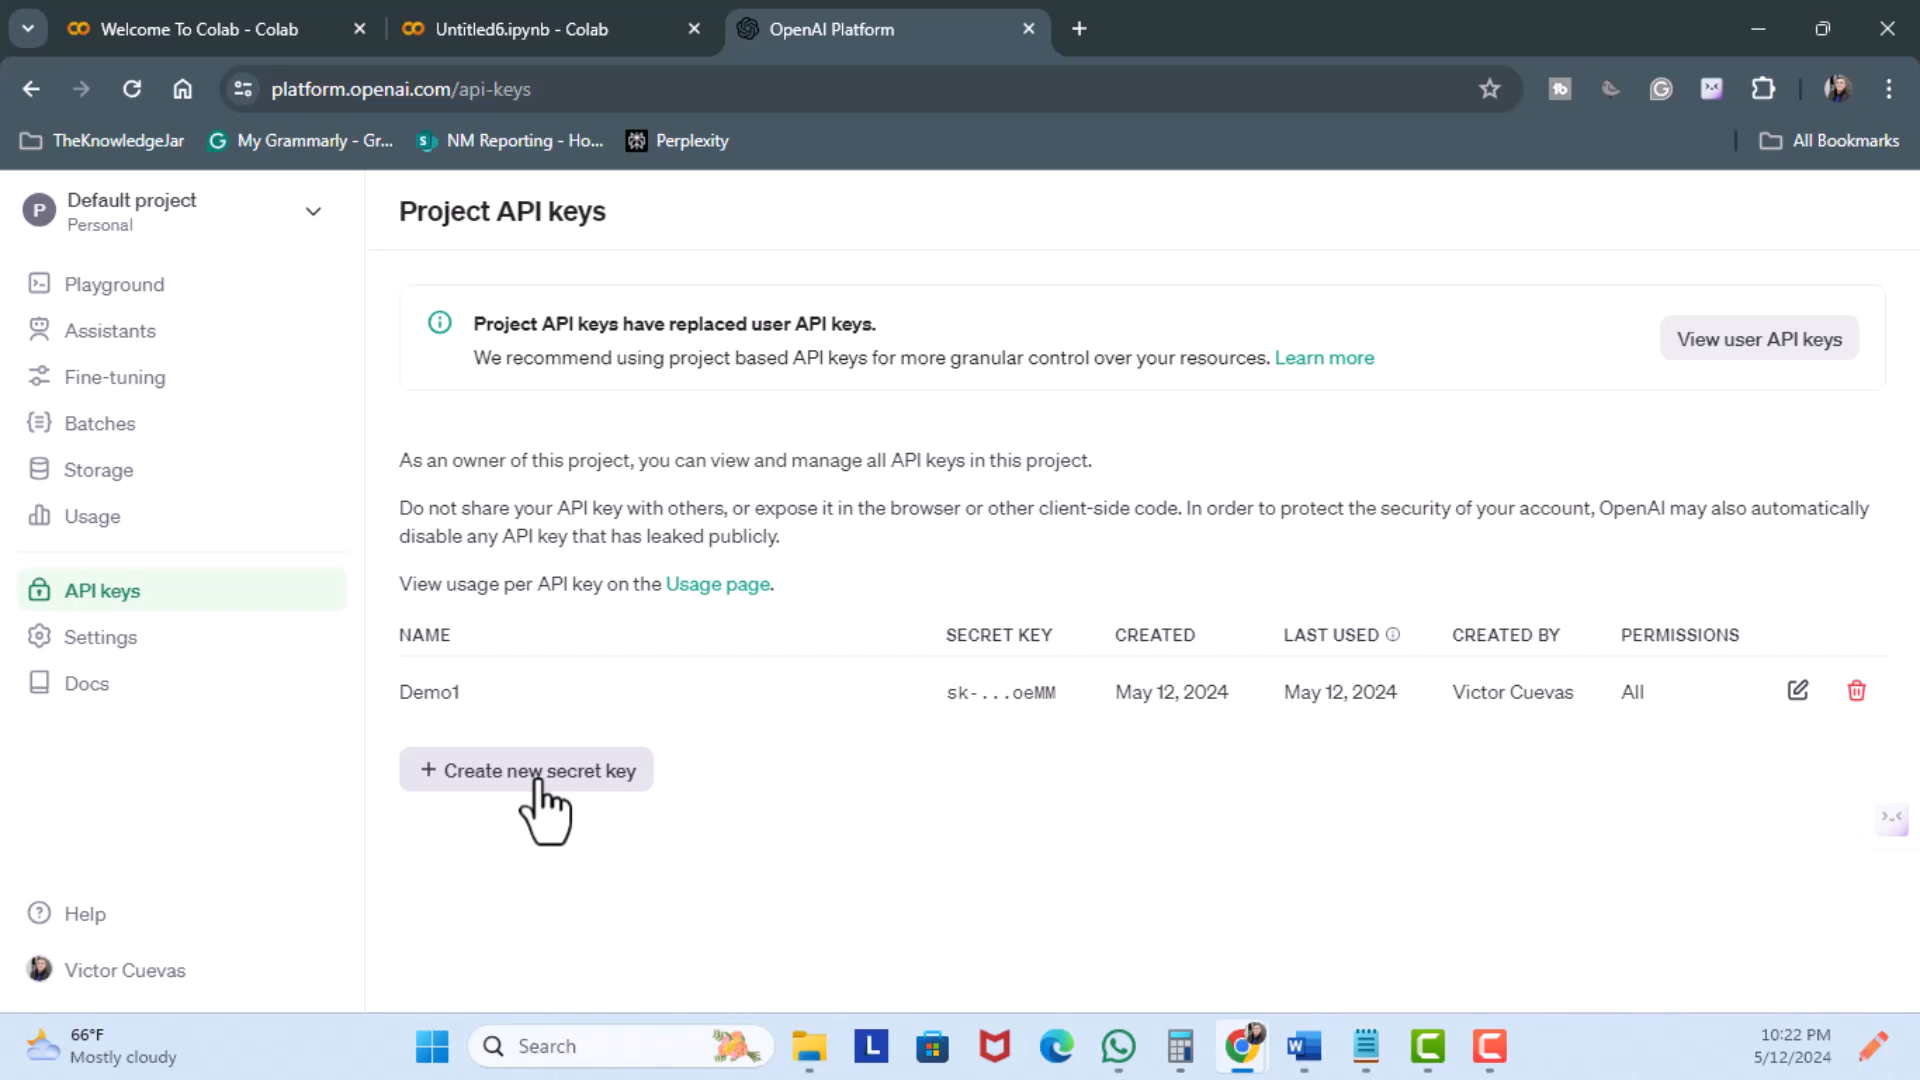 Welcome To Colab - Colab
Untitled6.ipynb - Colab
OpenAI Platform
platform.openai.com/api-keys
TheKnowledgeJar
My Grammarly - Gr...
NM Reporting - Ho...
Perplexity
All Bookmarks
P
Default project
Personal
Playground
Assistants
Fine-tuning
Batches
Storage
Usage
API keys
Settings
Docs
Help
Victor Cuevas
Project API keys
Project API keys have replaced user API keys.
We recommend using project based API keys for more granular control over your resources. Learn more
View user API keys
As an owner of this project, you can view and manage all API keys in this project.
Do not share your API key with others, or expose it in the browser or other client-side code. In order to protect the security of your account, OpenAI may also automatically
disable any API key that has leaked publicly.
View usage per API key on the Usage page.
NAME SECRET KEY CREATED LAST USED CREATED BY PERMISSIONS
Demo1 sk-...oeMM May 12, 2024 May 12, 2024 Victor Cuevas All
+ Create new secret key
66°F
Mostly cloudy
Search
10:22 PM
5/12/2024